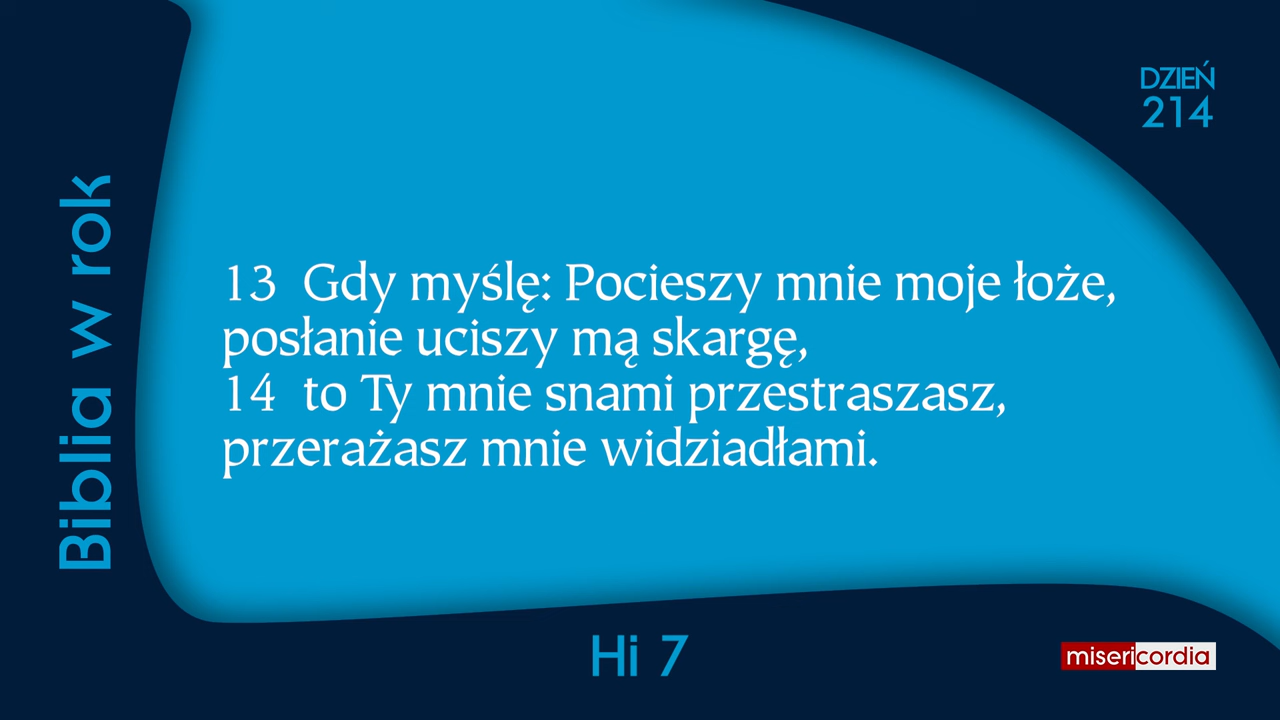 DZIEŃ
214
Biblia w rok
13 Gdy myślę: Pocieszy mnie moje łoże,
posłanie uciszy mą skargę,
14 to Ty mnie snami przestraszasz,
przerażasz mnie widziadłami.
Hi 7
misericordia